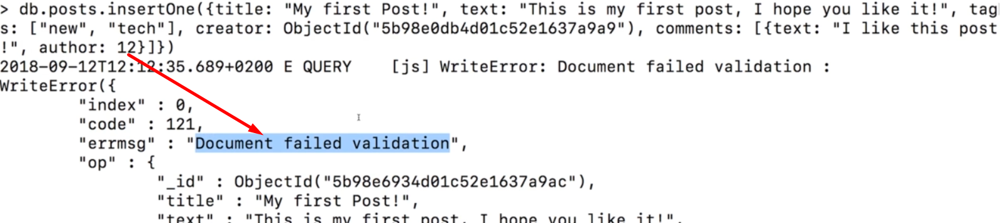 > db.posts.insertOne({title: "My first Post!", text: "This is my first post, I hope you like it!", tag
s: ["new", "tech"], creator: ObjectId("5b98e0db4d01c52e1637a9a9"), comments: [{text: "I like this post
!", author: 12}]})
2018-09-12T12:12:35.689+0200 E QUERY    [js] WriteError: Document failed validation :
WriteError({
        "index" : 0,
        "code" : 121,
        "errmsg" : "Document failed validation",
        "op" : {
                "_id" : ObjectId("5b98e6934d01c52e1637a9ac"),
                "title" : "My first Post!",
                "text" : "This is my first post, I hope you like it!",